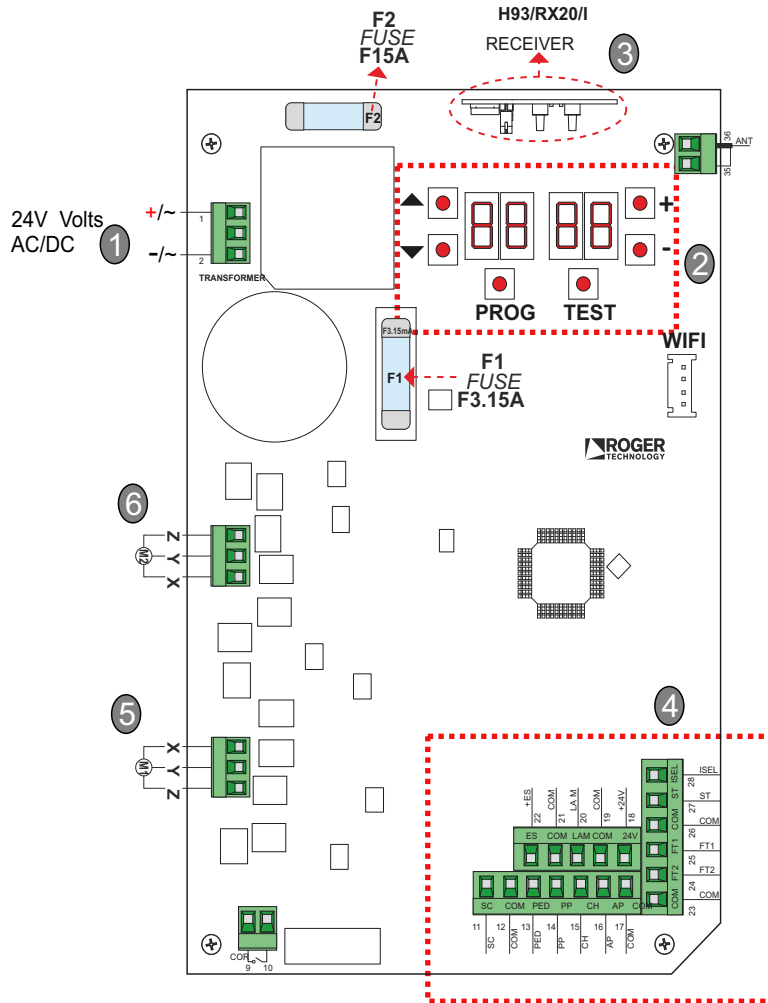 H93/RX20/I
RECEIVER
3
F2
FUSE
F15A
F2
36
ANT
35
24V Volts
AC/DC
1
+/~
-/~
1
2
TRANSFORMER
+
-
2
PROG
TEST
WIFI
F3.15mA
F1
F1
FUSE
F3.15A
ROGER
TECHNOLOGY
6
M2
Z
Y
X
5
M1
X
Y
Z
4
+ES
COM
LAM
COM
+24V
22
21
20
19
18
ES COM LAM COM 24V
SC COM PED PP CH AP COM
11
12
13
14
15
16
17
SC
COM
PED
PP
CH
AP
COM
ISEL
ST
COM
FT1
FT2
COM
28
27
26
25
24
23
ISEL
ST
COM
FT1
FT2
COM
COR
9 10